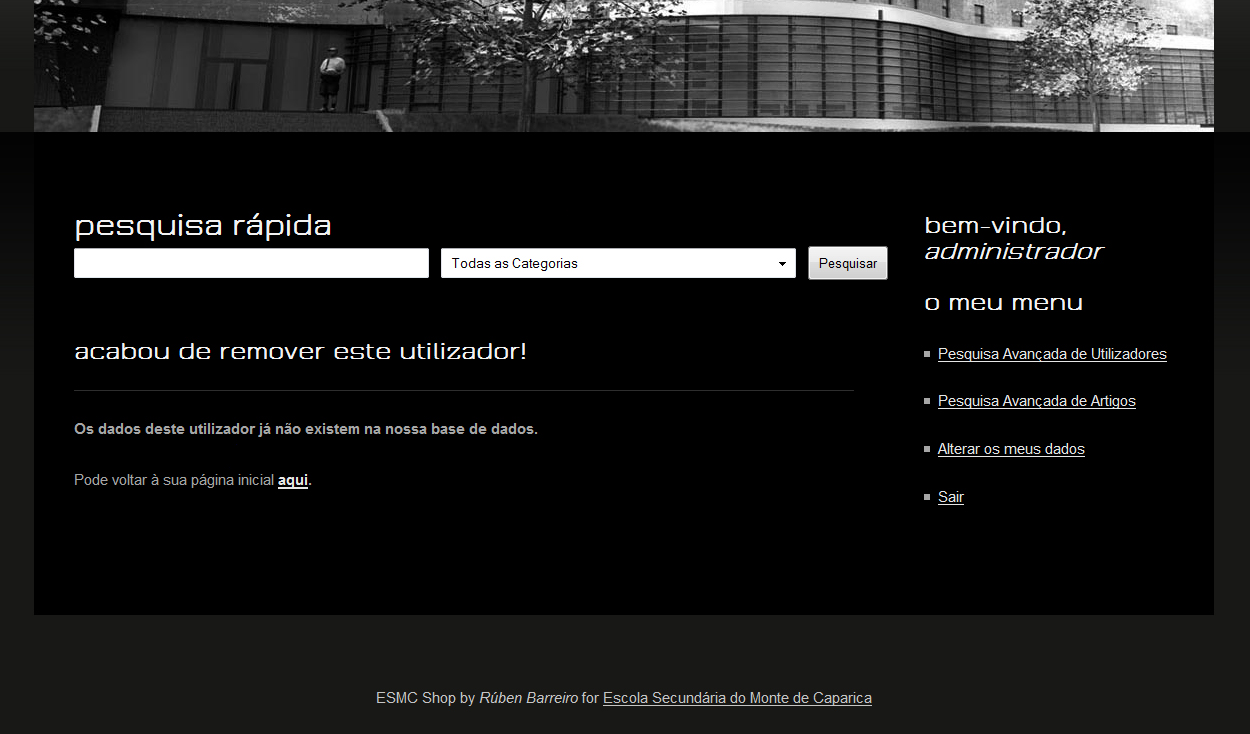 pesquisa rápida
Todas as Categorias
Pesquisar
acabou de remover este utilizador!
Os dados deste utilizador já não existem na nossa base de dados.
Pode voltar à sua página inicial aqui.
bem-vindo,
administrador
o meu menu
Pesquisa Avançada de Utilizadores
Pesquisa Avançada de Artigos
Alterar os meus dados
Sair
ESMC Shop by Rúben Barreiro for Escola Secundária do Monte de Caparica